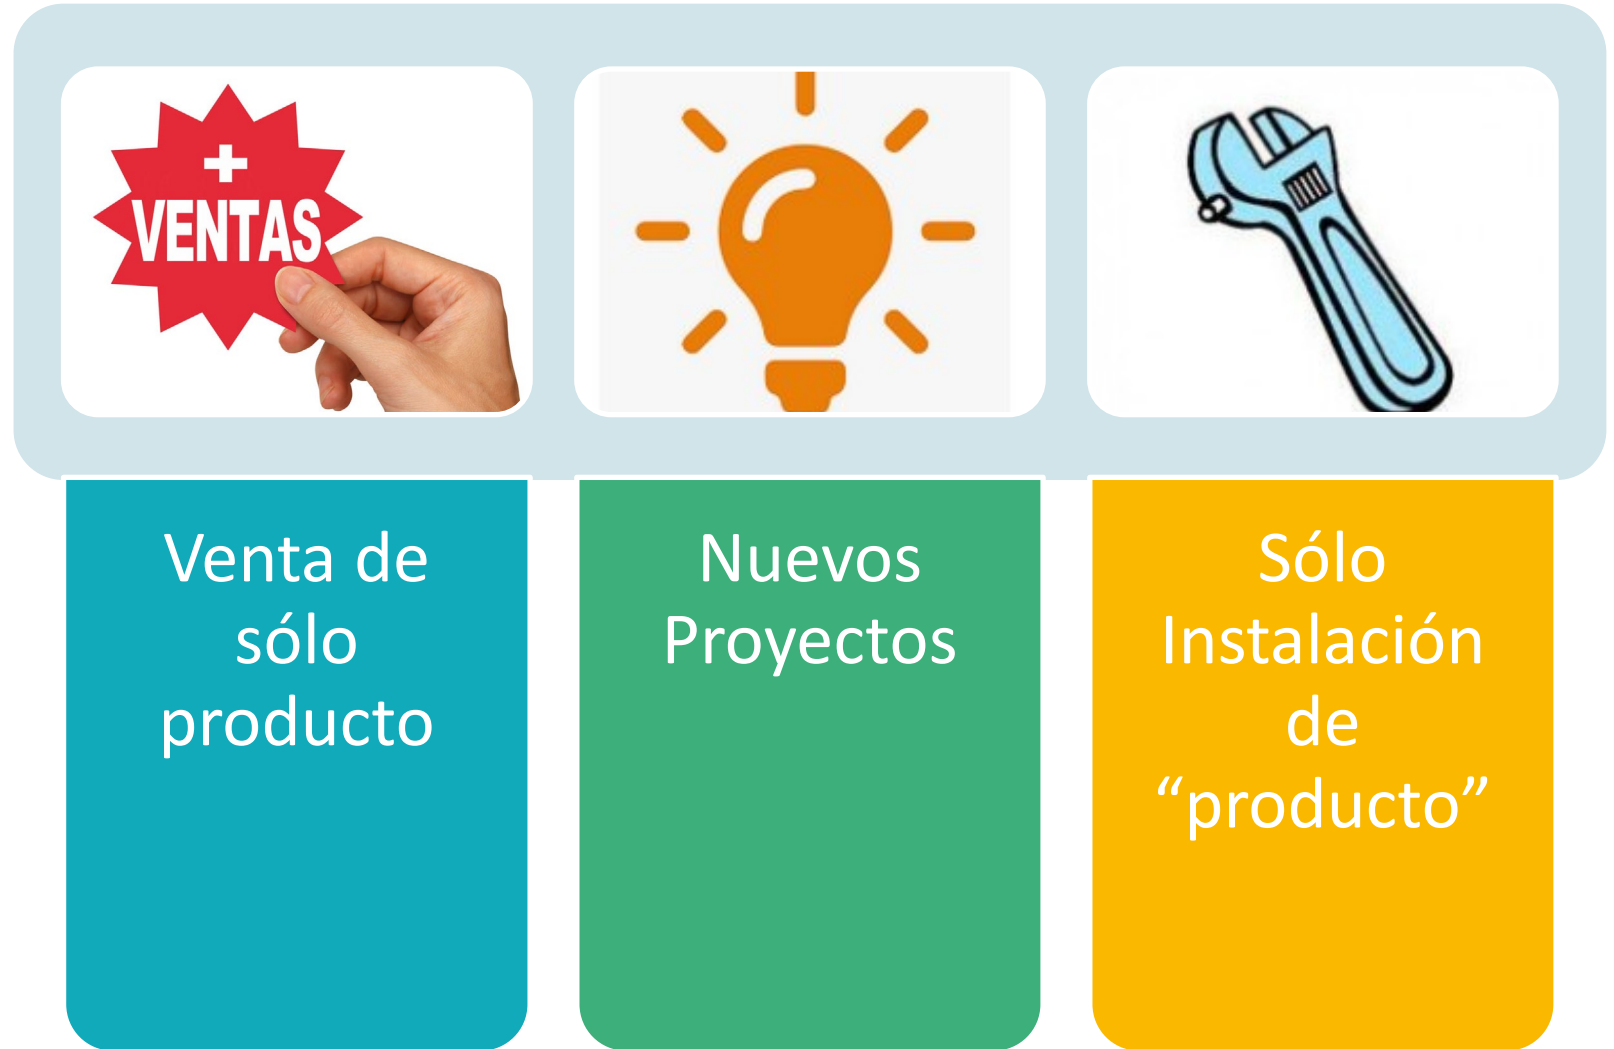 +
VENTAS
Venta de
sólo
producto
Nuevos
Proyectos
Sólo
Instalación
de
“producto”